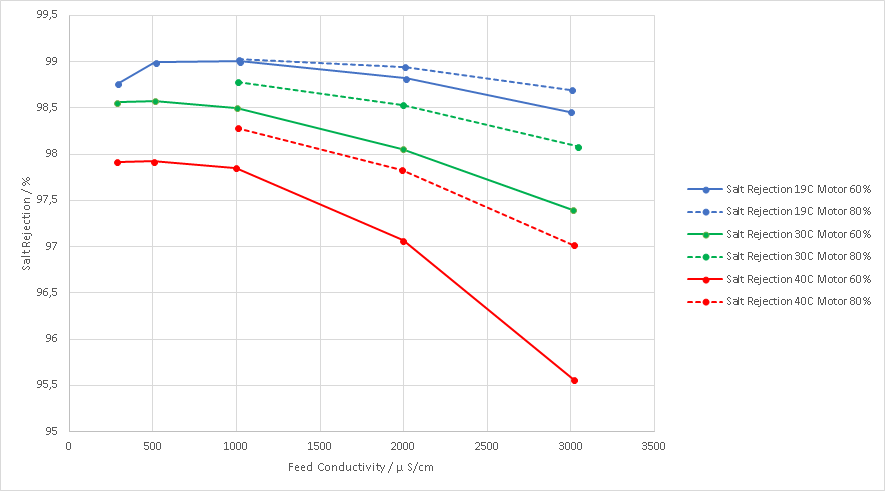 99,5
99
98,5
98
97,5
97
96,5
96
95,5
95
Salt Rejection / %
0 500 1000 1500 2000 2500 3000 3500
Feed Conductivity / µ S/cm
Salt Rejection 19C Motor 60%
Salt Rejection 19C Motor 80%
Salt Rejection 30C Motor 60%
Salt Rejection 30C Motor 80%
Salt Rejection 40C Motor 60%
Salt Rejection 40C Motor 80%